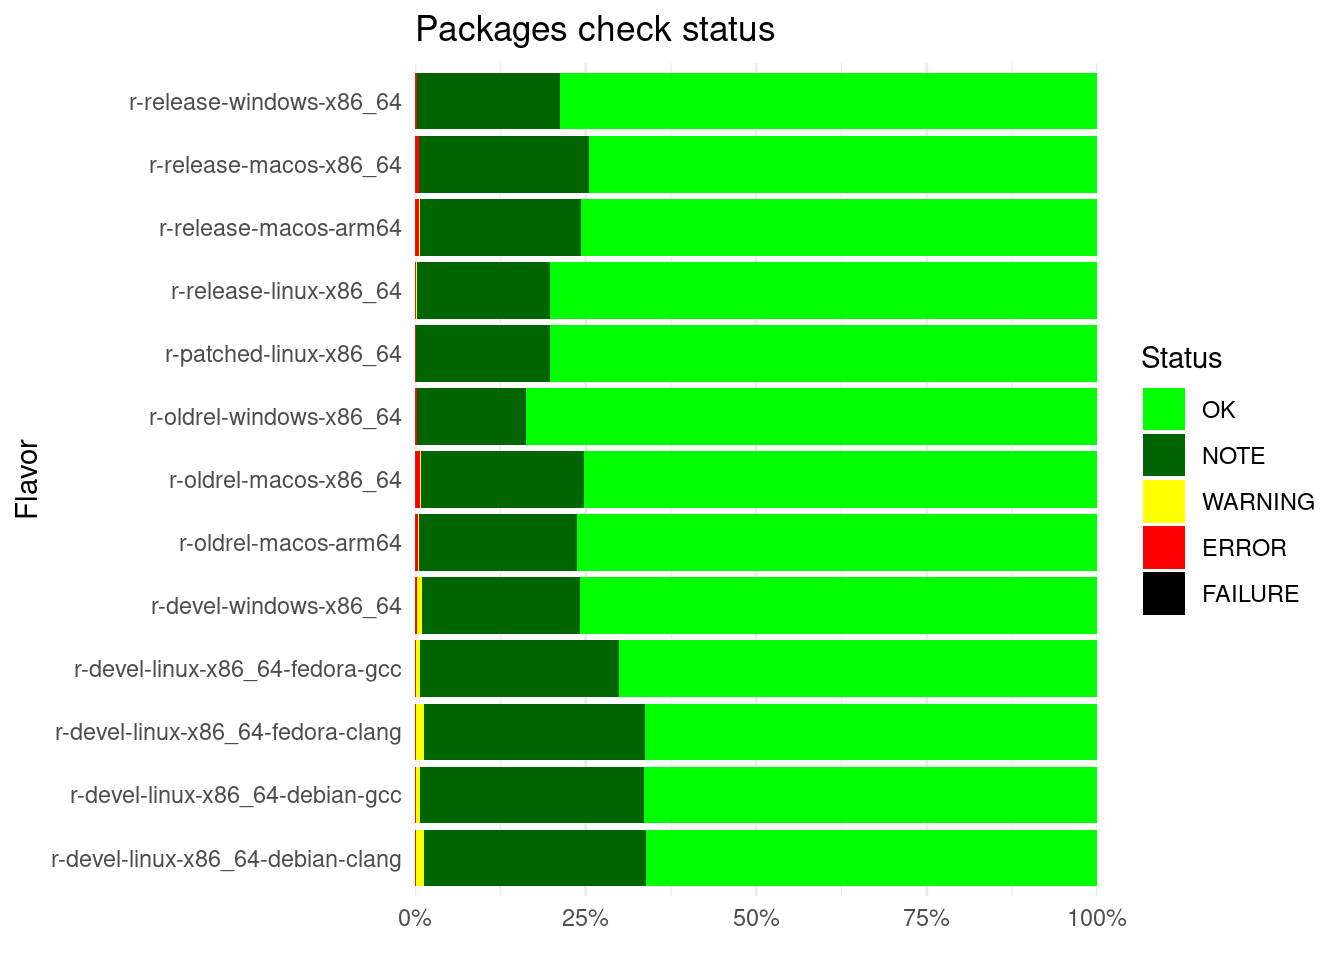 Packages check status
r-release-windows-x86_64
r-release-macos-x86_64
r-release-macos-arm64
r-release-linux-x86_64
r-patched-linux-x86_64
r-oldrel-windows-x86_64
r-oldrel-macos-x86_64
r-oldrel-macos-arm64
r-devel-windows-x86_64
r-devel-linux-x86_64-fedora-gcc
r-devel-linux-x86_64-fedora-clang
r-devel-linux-x86_64-debian-gcc
r-devel-linux-x86_64-debian-clang
Flavor
0% 25% 50% 75% 100%
Status
OK
NOTE
WARNING
ERROR
FAILURE